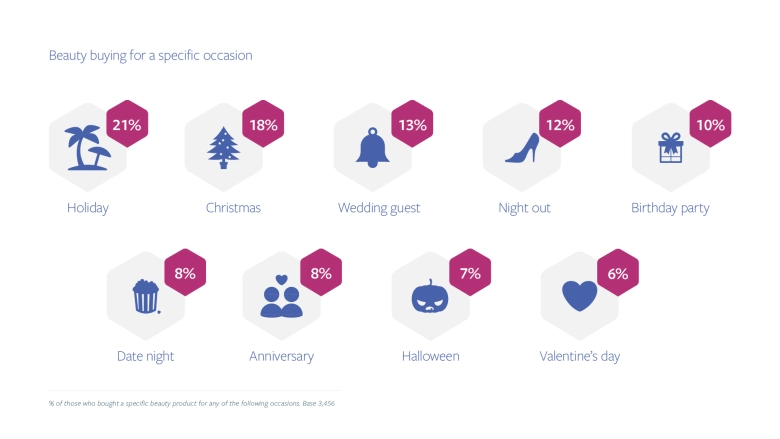 Beauty buying for a specific occasion
21%
18%
13%
12%
10%
Holiday
Christmas
Wedding guest
Night out
Birthday party
8%
8%
7%
6%
Date night
Anniversary
Halloween
Valentine's day
% of those who bought a specific beauty product for any of the following occasions. Base 3,456